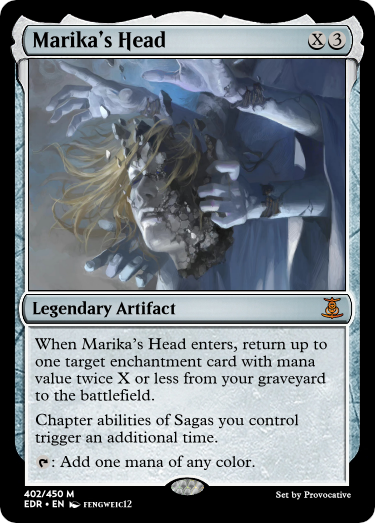 Marika's Head X3
Legendary Artifact
When Marika's Head enters, return up to
one target enchantment card with mana
value twice X or less from your graveyard
to the battlefield.
Chapter abilities of Sagas you control
trigger an additional time.
: Add one mana of any color.
402/450 M
EDR • EN FENGWEICI2
Set by Provocative